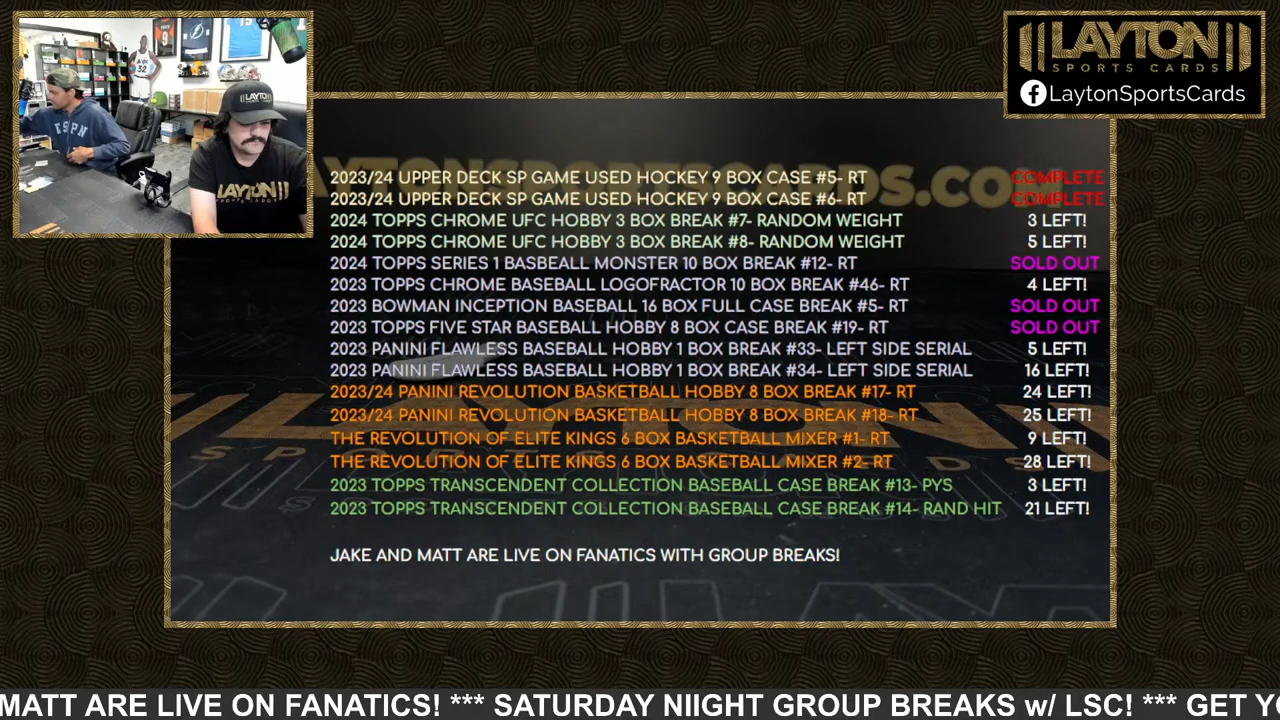 LAYTON
SPORTS CARDS
LaytonSportsCards
ESPN
LAYTON
LAYTON
32
9
LAYTONSPORTSCARDS.COM
2023/24 UPPER DECK SP GAME USED HOCKEY 9 BOX CASE #5- RT COMPLETE
2023/24 UPPER DECK SP GAME USED HOCKEY 9 BOX CASE #6- RT COMPLETE
2024 TOPPS CHROME UFC HOBBY 3 BOX BREAK #7- RANDOM WEIGHT 3 LEFT!
2024 TOPPS CHROME UFC HOBBY 3 BOX BREAK #8- RANDOM WEIGHT 5 LEFT!
2024 TOPPS SERIES 1 BASBEALL MONSTER 10 BOX BREAK #12- RT SOLD OUT
2023 TOPPS CHROME BASEBALL LOGOFRACTOR 10 BOX BREAK #46- RT 4 LEFT!
2023 BOWMAN INCEPTION BASEBALL 16 BOX FULL CASE BREAK #5- RT SOLD OUT
2023 TOPPS FIVE STAR BASEBALL HOBBY 8 BOX CASE BREAK #19- RT SOLD OUT
2023 PANINI FLAWLESS BASEBALL HOBBY 1 BOX BREAK #33- LEFT SIDE SERIAL 5 LEFT!
2023 PANINI FLAWLESS BASEBALL HOBBY 1 BOX BREAK #34- LEFT SIDE SERIAL 16 LEFT!
2023/24 PANINI REVOLUTION BASKETBALL HOBBY 8 BOX BREAK #17- RT 24 LEFT!
2023/24 PANINI REVOLUTION BASKETBALL HOBBY 8 BOX BREAK #18- RT 25 LEFT!
THE REVOLUTION OF ELITE KINGS 6 BOX BASKETBALL MIXER #1- RT 9 LEFT!
THE REVOLUTION OF ELITE KINGS 6 BOX BASKETBALL MIXER #2- RT 28 LEFT!
2023 TOPPS TRANSCENDENT COLLECTION BASEBALL CASE BREAK #13- PYS 3 LEFT!
2023 TOPPS TRANSCENDENT COLLECTION BASEBALL CASE BREAK #14- RAND HIT 21 LEFT!
JAKE AND MATT ARE LIVE ON FANATICS WITH GROUP BREAKS!
MATT ARE LIVE ON FANATICS! *** SATURDAY NIIGHT GROUP BREAKS w/ LSC! *** GET YO